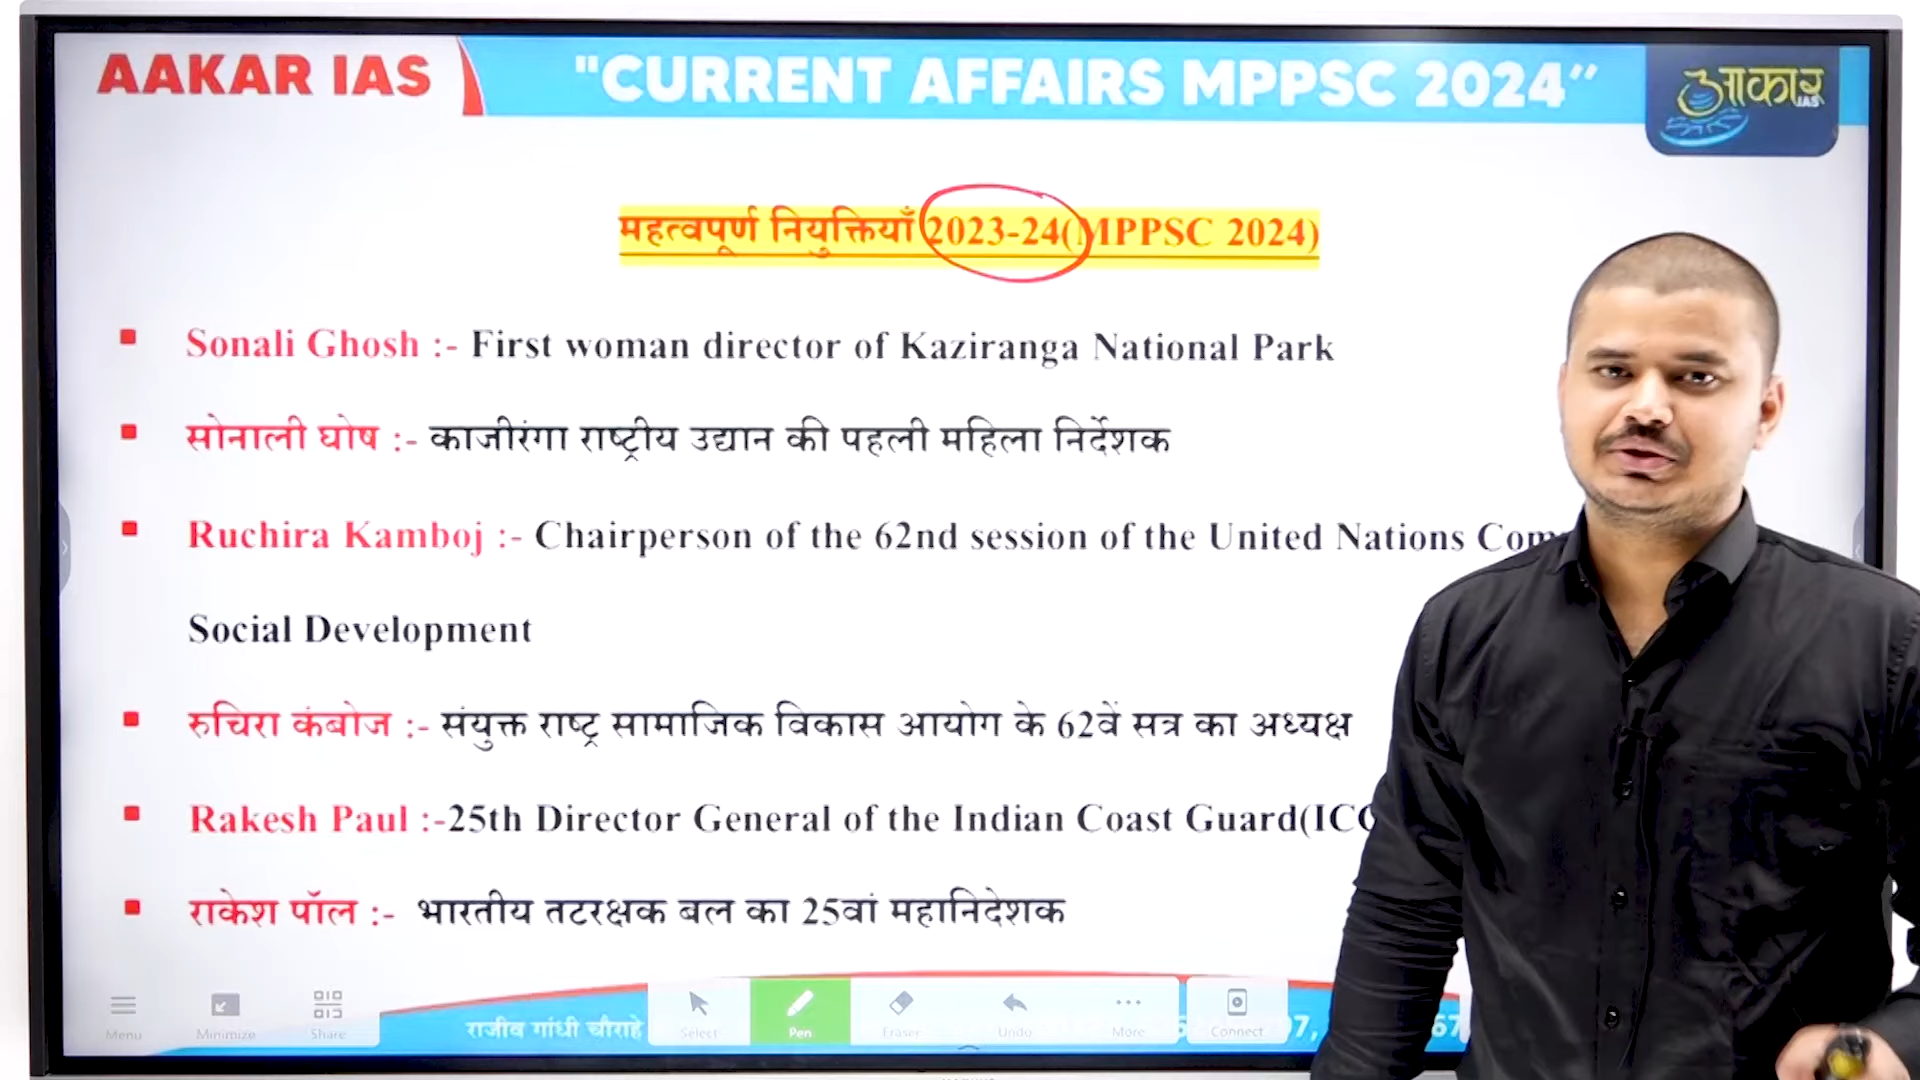 AAKAR IAS
"CURRENT AFFAIRS MPPSC 2024”
आकार
IAS
महत्वपूर्ण नियुक्तियाँ 2023-24(MPPSC 2024)
Sonali Ghosh :- First woman director of Kaziranga National Park
सोनाली घोष :- काजीरंगा राष्ट्रीय उद्यान की पहली महिला निर्देशक
Ruchira Kamboj :- Chairperson of the 62nd session of the United Nations
Social Development
रुचिरा कंबोज :- संयुक्त राष्ट्र सामाजिक विकास आयोग के 62वें सत्र का अध्यक्ष
Rakesh Paul :-25th Director General of the Indian Coast Guard
राकेश पॉल :- भारतीय तटरक्षक बल का 25वां महानिदेशक
राजीव गांधी चौराहे
Menu Minimize Share Select Pen Eraser Undo More Connect